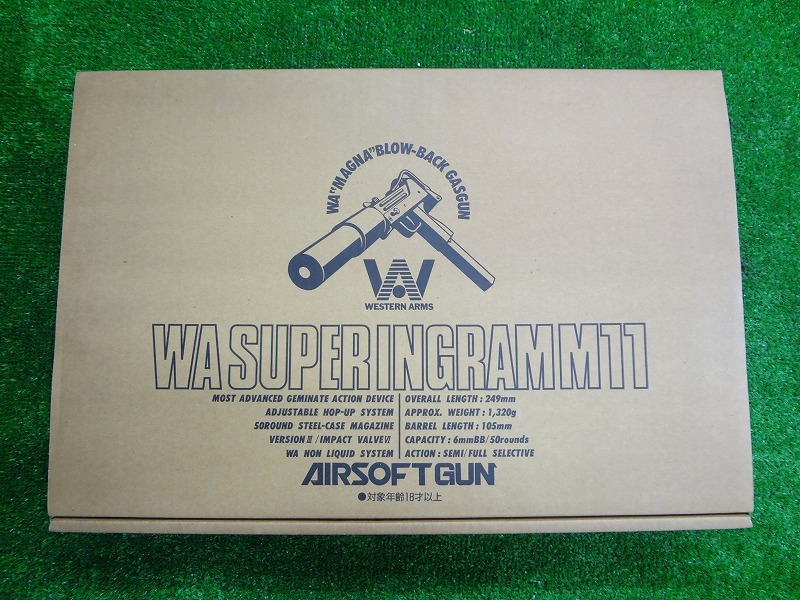 WA "MAGNA" BLOW-BACK GASGUN
WA
WESTERN ARMS
WA SUPER INGRAM M11
MOST ADVANCED GEMINATE ACTION DEVICE
ADJUSTABLE HOP-UP SYSTEM
50ROUND STEEL-CASE MAGAZINE
VERSION II/IMPACT VALVE VI
WA NON LIQUID SYSTEM
OVERALL LENGTH : 249mm
APPROX. WEIGHT : 1,320g
BARREL LENGTH : 105mm
CAPACITY : 6mmBB/50rounds
ACTION : SEMI/FULL SELECTIVE
AIRSOFTGUN
●対象年齢18才以上